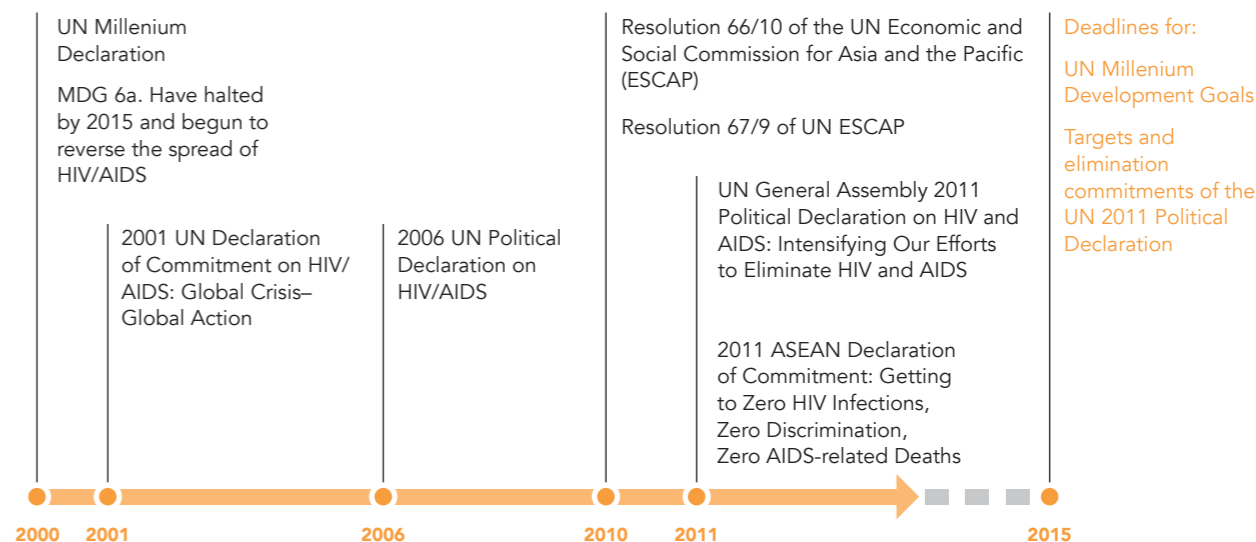 UN Millenium
Declaration
MDG 6a. Have halted
by 2015 and begun to
reverse the spread of
HIV/AIDS
2001 UN Declaration
of Commitment on HIV/
AIDS: Global Crisis–
Global Action
2006 UN Political
Declaration on
HIV/AIDS
Resolution 66/10 of the UN Economic and
Social Commission for Asia and the Pacific
(ESCAP)
Resolution 67/9 of UN ESCAP
UN General Assembly 2011
Political Declaration on HIV and
AIDS: Intensifying Our Efforts
to Eliminate HIV and AIDS
2011 ASEAN Declaration
of Commitment: Getting
to Zero HIV Infections,
Zero Discrimination,
Zero AIDS-related Deaths
Deadlines for:
UN Millenium
Development Goals
Targets and
elimination
commitments of the
UN 2011 Political
Declaration
2000
2001
2006
2010
2011
2015